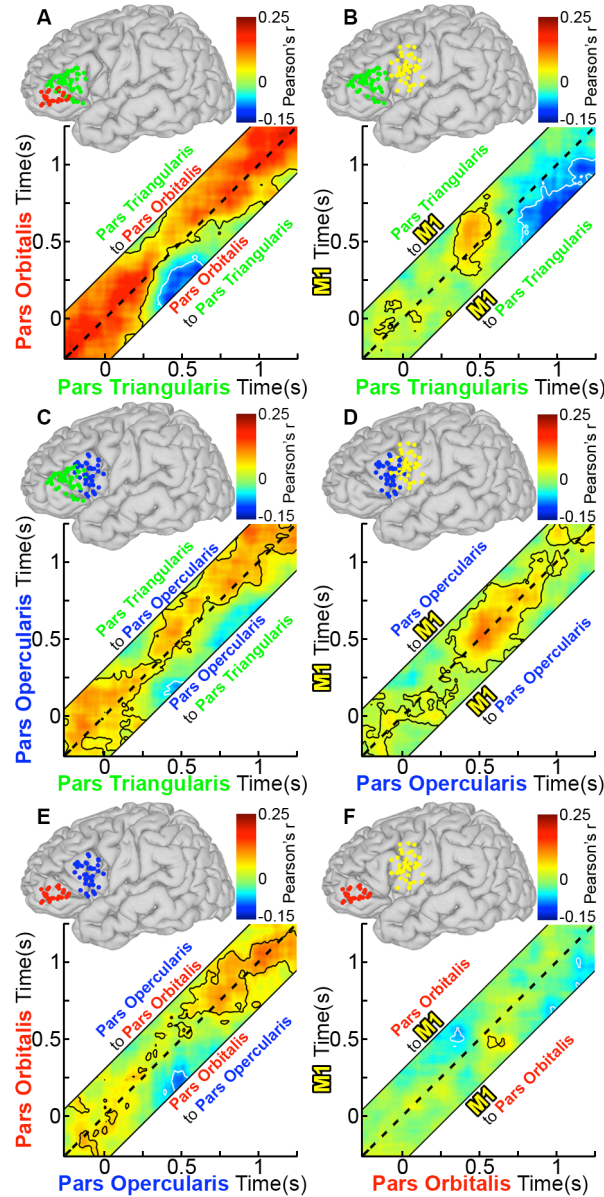 A
0.25
0
-0.15
Pearson's r
B
0.25
0
-0.15
Pearson's r
Pars Orbitalis Time(s)
1
0.5
0
Pars Triangularis
to Pars Orbitalis
Pars Orbitalis
to Pars Triangularis
0
0.5
1
Pars Triangularis Time(s)
M1 Time(s)
1
0.5
0
Pars Triangularis
to M1
M1
to Pars Triangularis
0
0.5
1
Pars Triangularis Time(s)
C
0.25
0
-0.15
Pearson's r
D
0.25
0
-0.15
Pearson's r
Pars Opercularis Time(s)
1
0.5
0
Pars Triangularis
to Pars Opercularis
Pars Opercularis
to Pars Triangularis
0
0.5
1
Pars Triangularis Time(s)
M1 Time(s)
1
0.5
0
Pars Opercularis
to M1
M1
to Pars Opercularis
0
0.5
1
Pars Opercularis Time(s)
E
0.25
0
-0.15
Pearson's r
F
0.25
0
-0.15
Pearson's r
Pars Orbitalis Time(s)
1
0.5
0
Pars Opercularis
to Pars Orbitalis
Pars Orbitalis
to Pars Opercularis
0
0.5
1
Pars Opercularis Time(s)
M1 Time(s)
1
0.5
0
Pars Orbitalis
to M1
M1
to Pars Orbitalis
0
0.5
1
Pars Orbitalis Time(s)